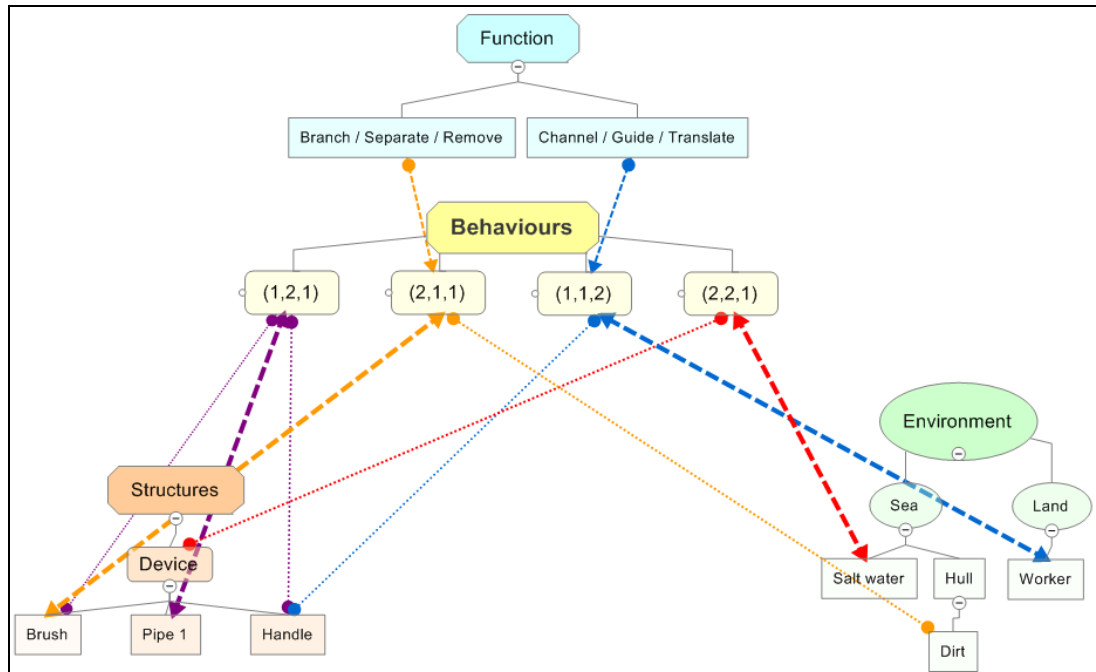 Function
Branch / Separate / Remove
Channel / Guide / Translate
Behaviours
(1,2,1)
(2,1,1)
(1,1,2)
(2,2,1)
Environment
Structures
Sea
Land
Device
Salt water
Hull
Worker
Brush
Pipe 1
Handle
Dirt